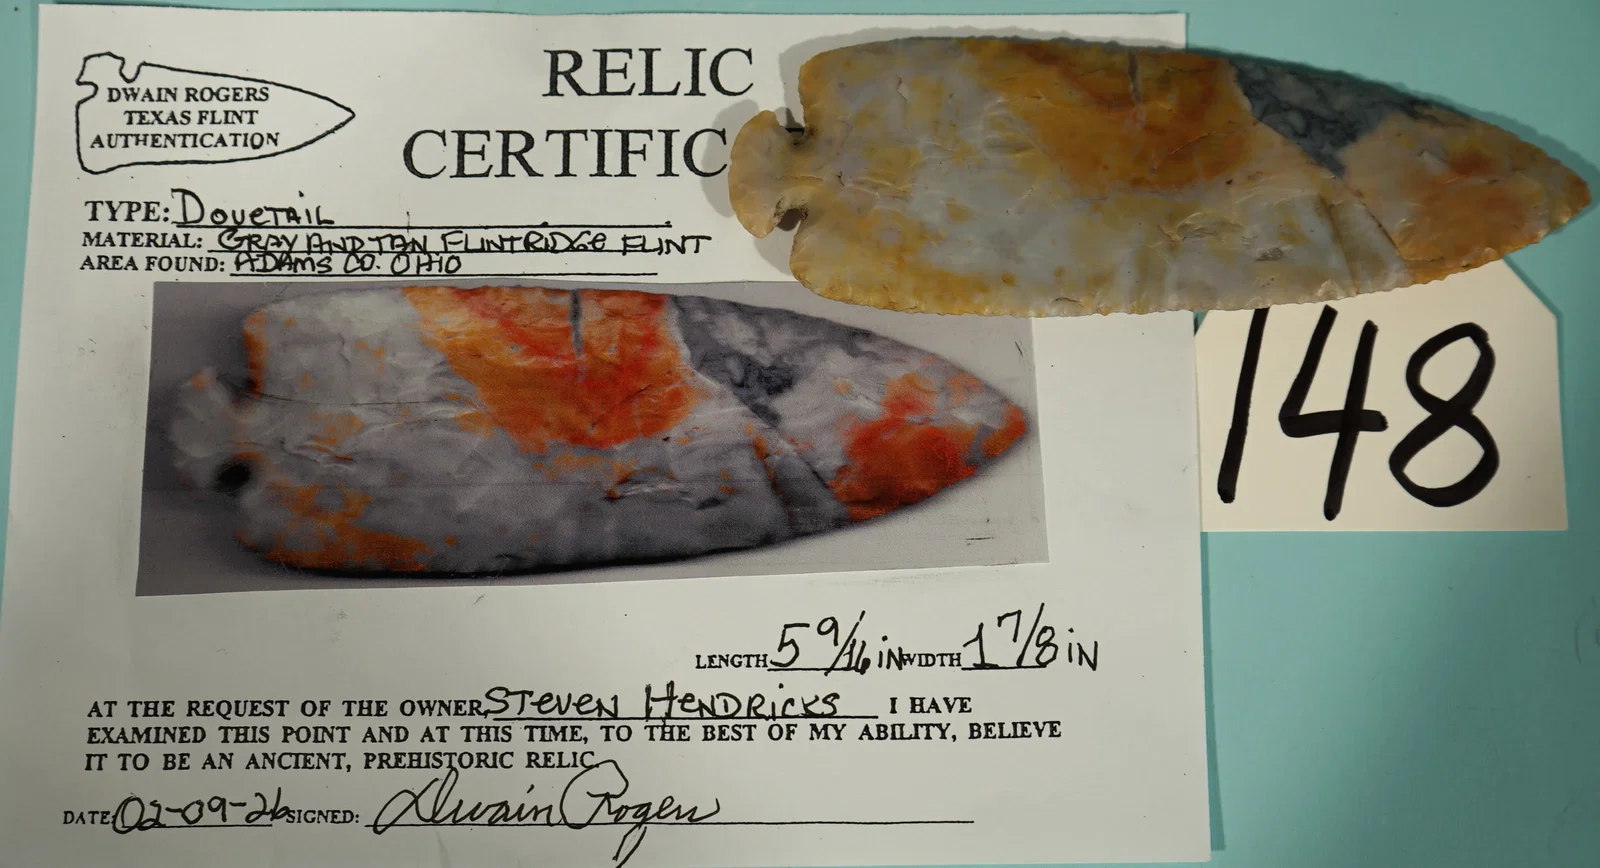 DWAIN ROGERS
TEXAS FLINT
AUTHENTICATION
RELIC
CERTIFIC
TYPE: DOVETAIL
MATERIAL: GRAY AND TAN FLINTRIDGE FLINT
AREA FOUND: ADAMS CO. OHIO
148
LENGTH 5 9/16 IN WIDTH 1 7/8 IN
AT THE REQUEST OF THE OWNER, STEVEN HENDRICKS I HAVE
EXAMINED THIS POINT AND AT THIS TIME, TO THE BEST OF MY ABILITY, BELIEVE
IT TO BE AN ANCIENT, PREHISTORIC RELIC.
DATE: 02-09-26 SIGNED: Dwain Rogers